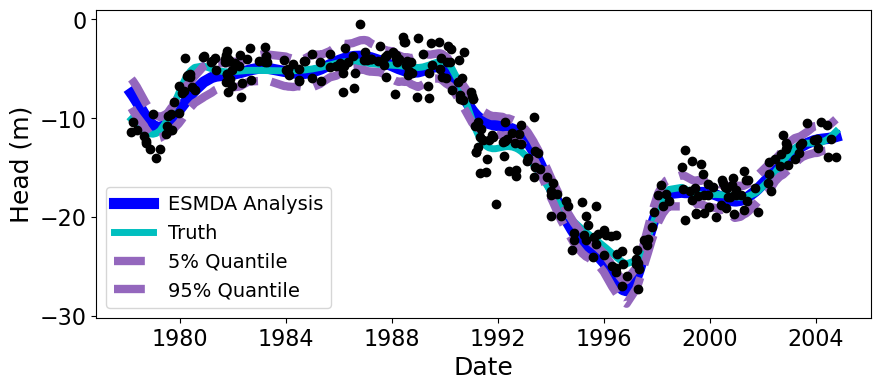 0
−10
−20
−30
Head (m)
ESMDA Analysis
Truth
5% Quantile
95% Quantile
1980 1984 1988 1992 1996 2000 2004
Date